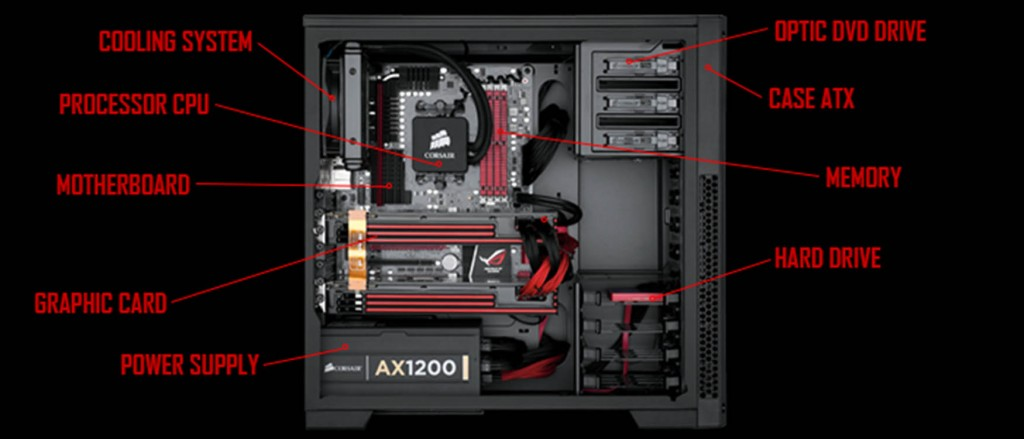 COOLING SYSTEM
PROCESSOR CPU
MOTHERBOARD
GRAPHIC CARD
POWER SUPPLY
OPTIC DVD DRIVE
CASE ATX
MEMORY
HARD DRIVE
CORSAIR
CORSAIR AX1200